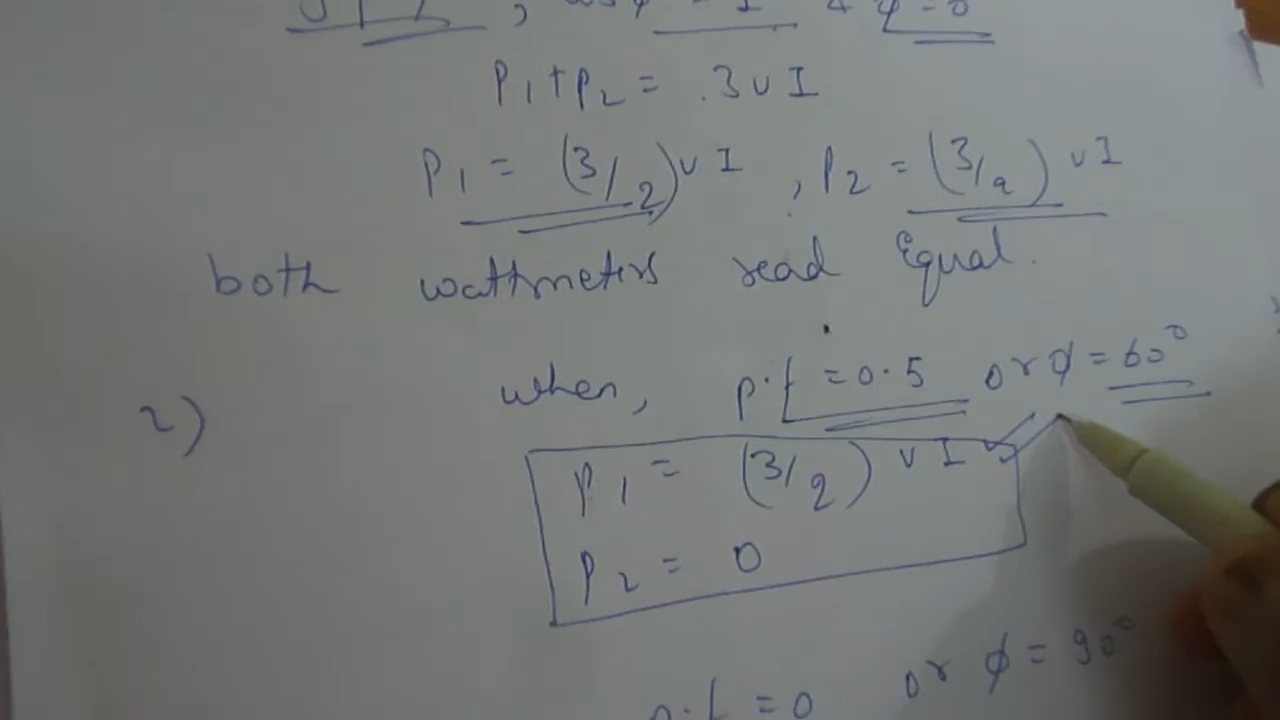 P1+P2 = .3VI
P1 = (3/2)VI , P2 = (3/2) VI
both wattmeters read Equal.
2) when, p.f = 0.5 or φ = 60°
P1 = (3/2) VI
P2 = 0
p.f = 0 or φ = 90°